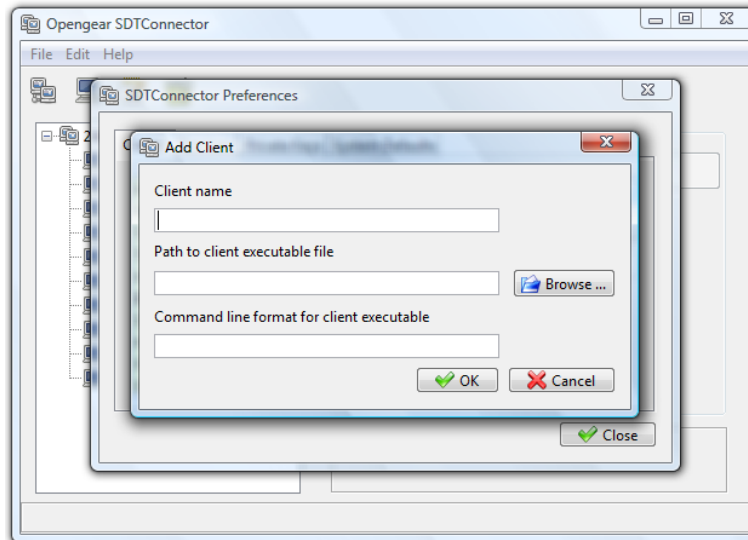 Opengear SDTConnector
File Edit Help
SDTConnector Preferences
2
C
Add Client
Client name
Path to client executable file
Browse ...
Command line format for client executable
OK
Cancel
Close